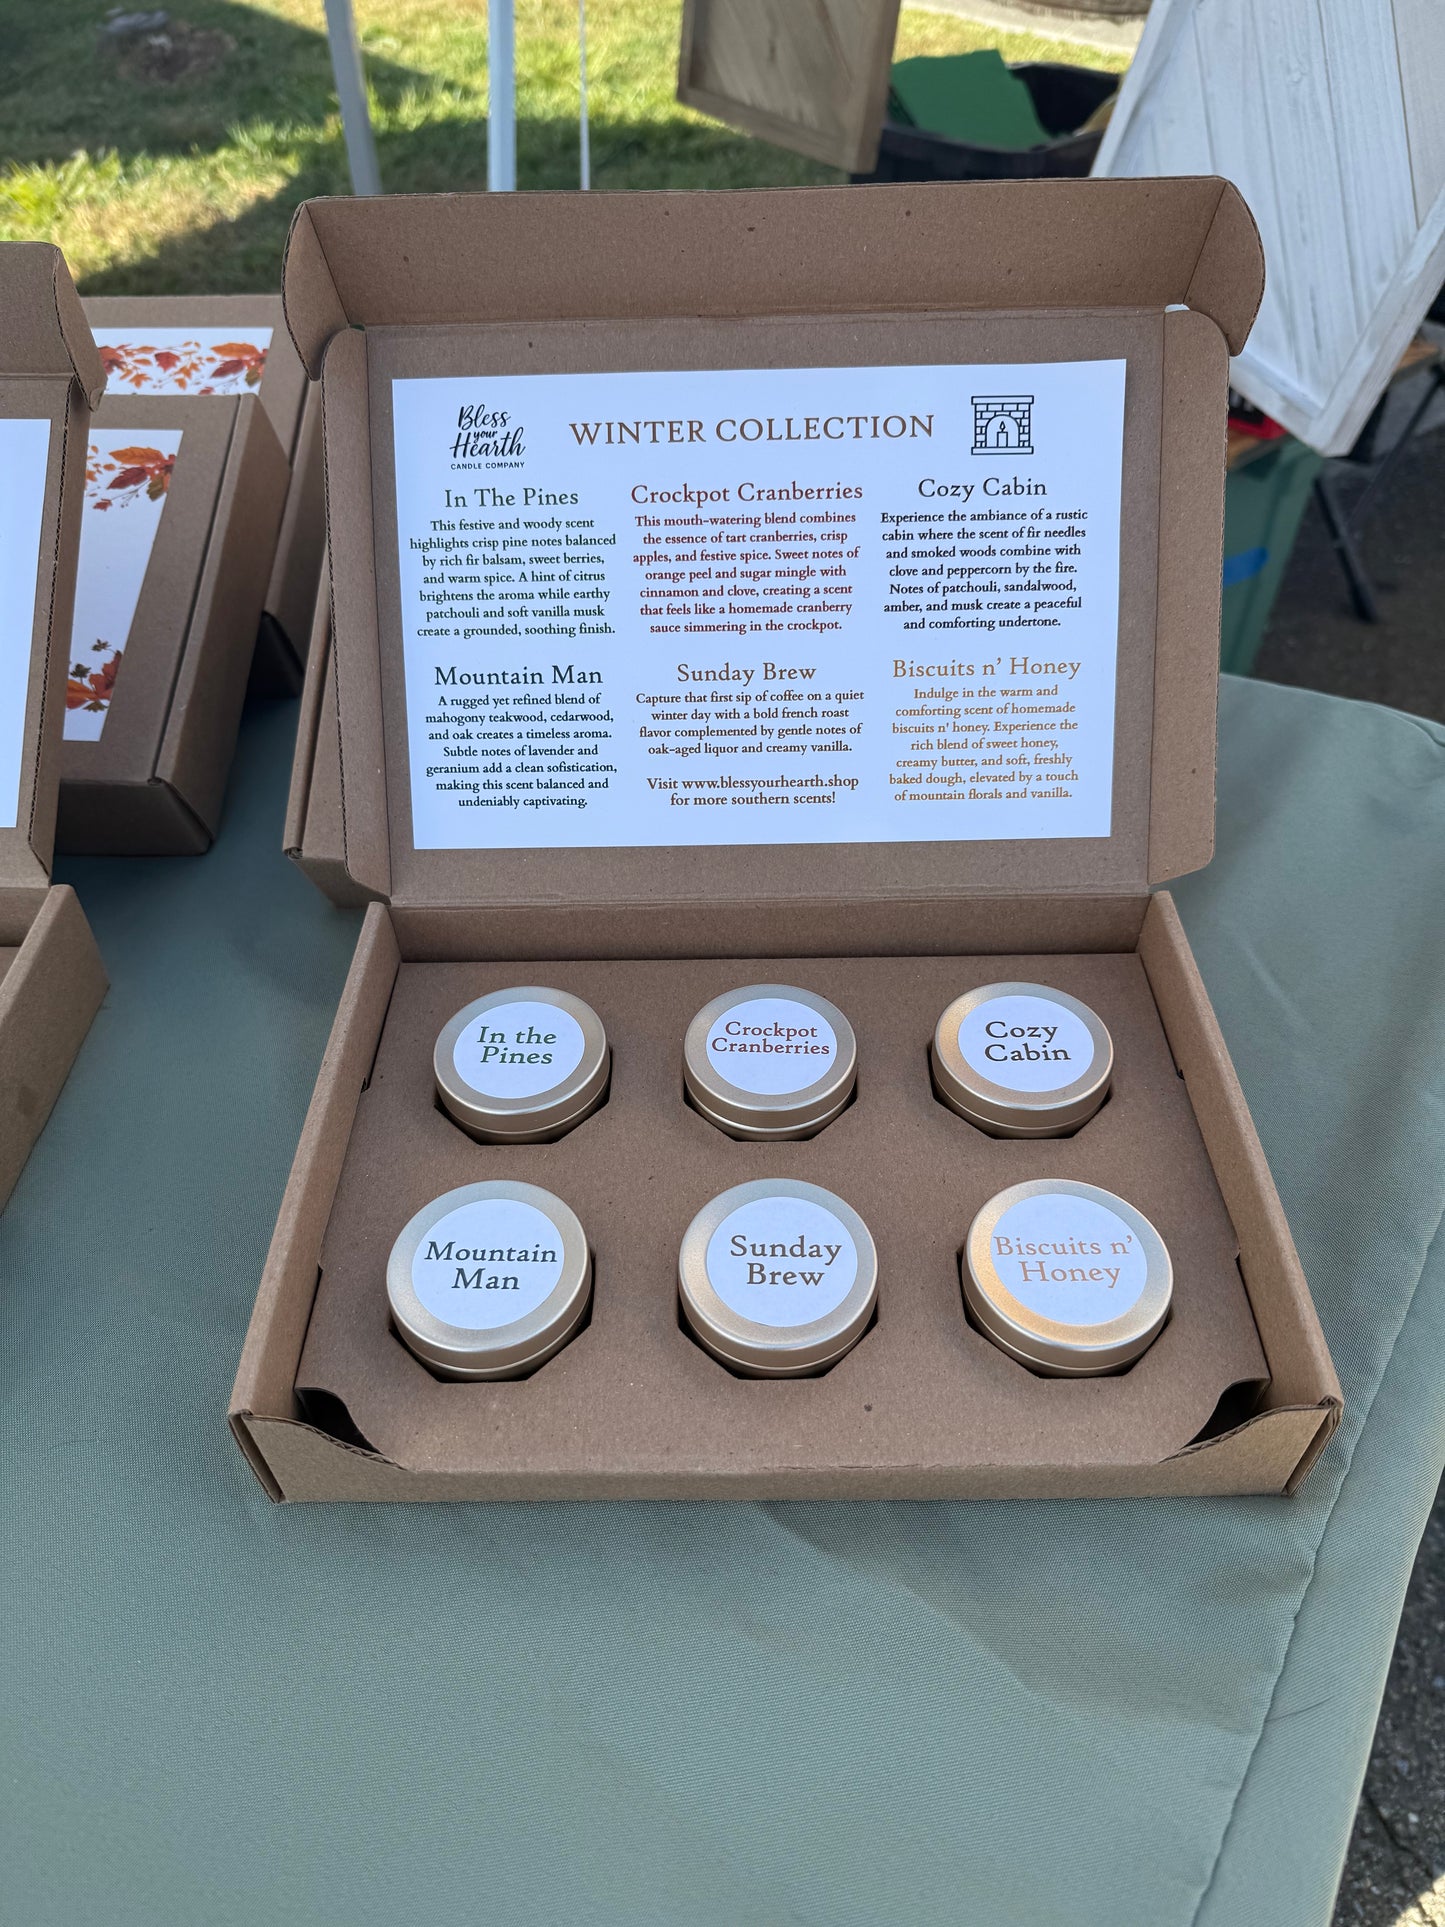 Bless
your
Hearth
CANDLE COMPANY
WINTER COLLECTION
In The Pines
This festive and woody scent
highlights crisp pine notes balanced
by rich fir balsam, sweet berries,
and warm spice. A hint of citrus
brightens the aroma while earthy
patchouli and soft vanilla musk
create a grounded, soothing finish.
Crockpot Cranberries
This mouth-watering blend combines
the essence of tart cranberries, crisp
apples, and festive spice. Sweet notes of
orange peel and sugar mingle with
cinnamon and clove, creating a scent
that feels like a homemade cranberry
sauce simmering in the crockpot.
Cozy Cabin
Experience the ambiance of a rustic
cabin where the scent of fir needles
and smoked woods combine with
clove and peppercorn by the fire.
Notes of patchouli, sandalwood,
amber, and musk create a peaceful
and comforting undertone.
Mountain Man
A rugged yet refined blend of
mahogony teakwood, cedarwood,
and oak creates a timeless aroma.
Subtle notes of lavender and
geranium add a clean sofistication,
making this scent balanced and
undeniably captivating.
Sunday Brew
Capture that first sip of coffee on a quiet
winter day with a bold french roast
flavor complemented by gentle notes of
oak-aged liquor and creamy vanilla.
Visit www.blessyourhearth.shop
for more southern scents!
Biscuits n' Honey
Indulge in the warm and
comforting scent of homemade
biscuits n' honey. Experience the
rich blend of sweet honey,
creamy butter, and soft, freshly
baked dough, elevated by a touch
of mountain florals and vanilla.
In the
Pines
Crockpot
Cranberries
Cozy
Cabin
Mountain
Man
Sunday
Brew
Biscuits n'
Honey